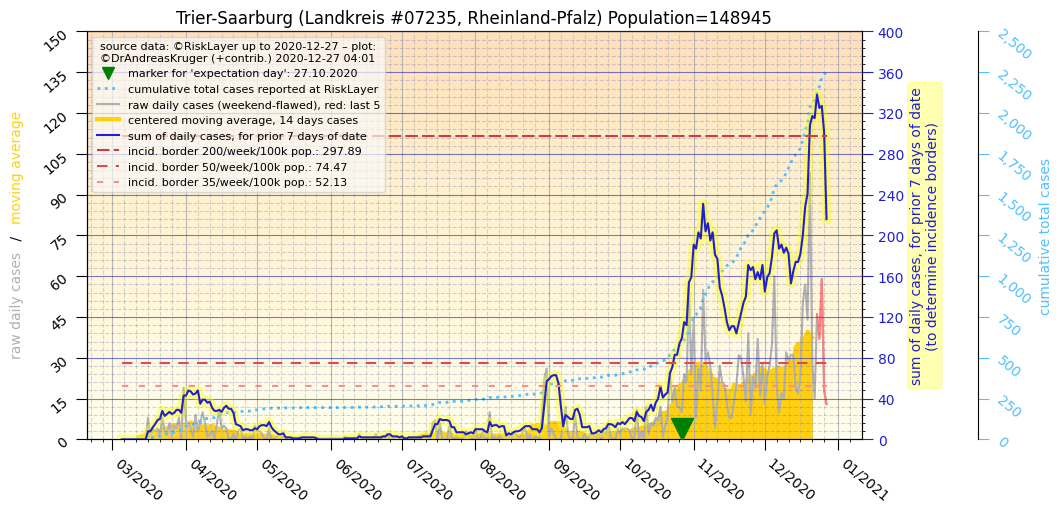 Trier-Saarburg (Landkreis #07235, Rheinland-Pfalz) Population=148945
source data: ©RiskLayer up to 2020-12-27 – plot:
©DrAndreasKruger (+contrib.) 2020-12-27 04:01
marker for 'expectation day': 27.10.2020
cumulative total cases reported at RiskLayer
raw daily cases (weekend-flawed), red: last 5
centered moving average, 14 days cases
sum of daily cases, for prior 7 days of date
incid. border 200/week/100k pop.: 297.89
incid. border 50/week/100k pop.: 74.47
incid. border 35/week/100k pop.: 52.13
raw daily cases / moving average
150
135
120
105
90
75
60
45
30
15
0
400
360
320
280
240
200
160
120
80
40
0
sum of daily cases, for prior 7 days of date
(to determine incidence borders)
2,500
2,250
2,000
1,750
1,500
1,250
1,000
750
500
250
0
cumulative total cases
03/2020
04/2020
05/2020
06/2020
07/2020
08/2020
09/2020
10/2020
11/2020
12/2020
01/2021